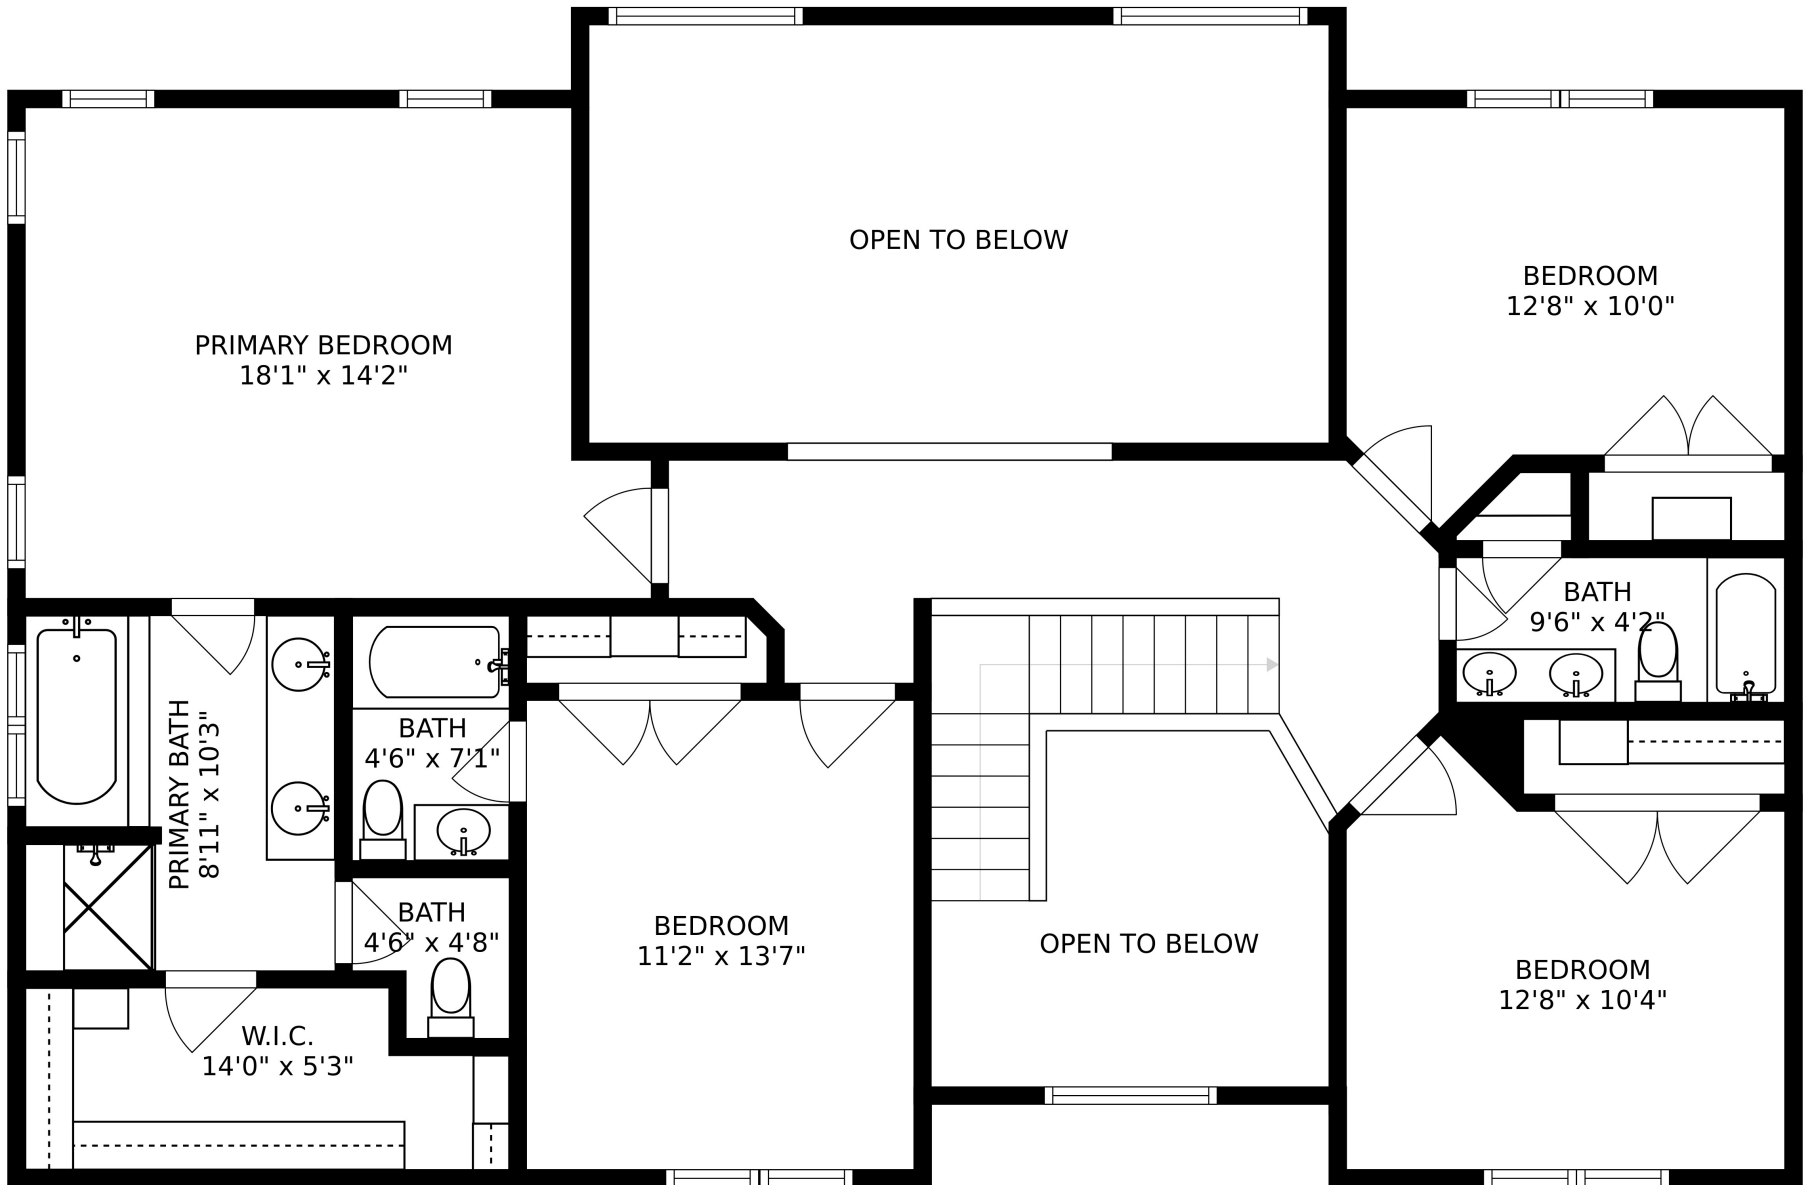 OPEN TO BELOW
BEDROOM
12'8" x 10'0"
PRIMARY BEDROOM
18'1" x 14'2"
BATH
9'6" x 4'2"
PRIMARY BATH
8'11" x 10'3"
BATH
4'6" x 7'1"
BATH
4'6" x 4'8"
BEDROOM
11'2" x 13'7"
OPEN TO BELOW
BEDROOM
12'8" x 10'4"
W.I.C.
14'0" x 5'3"